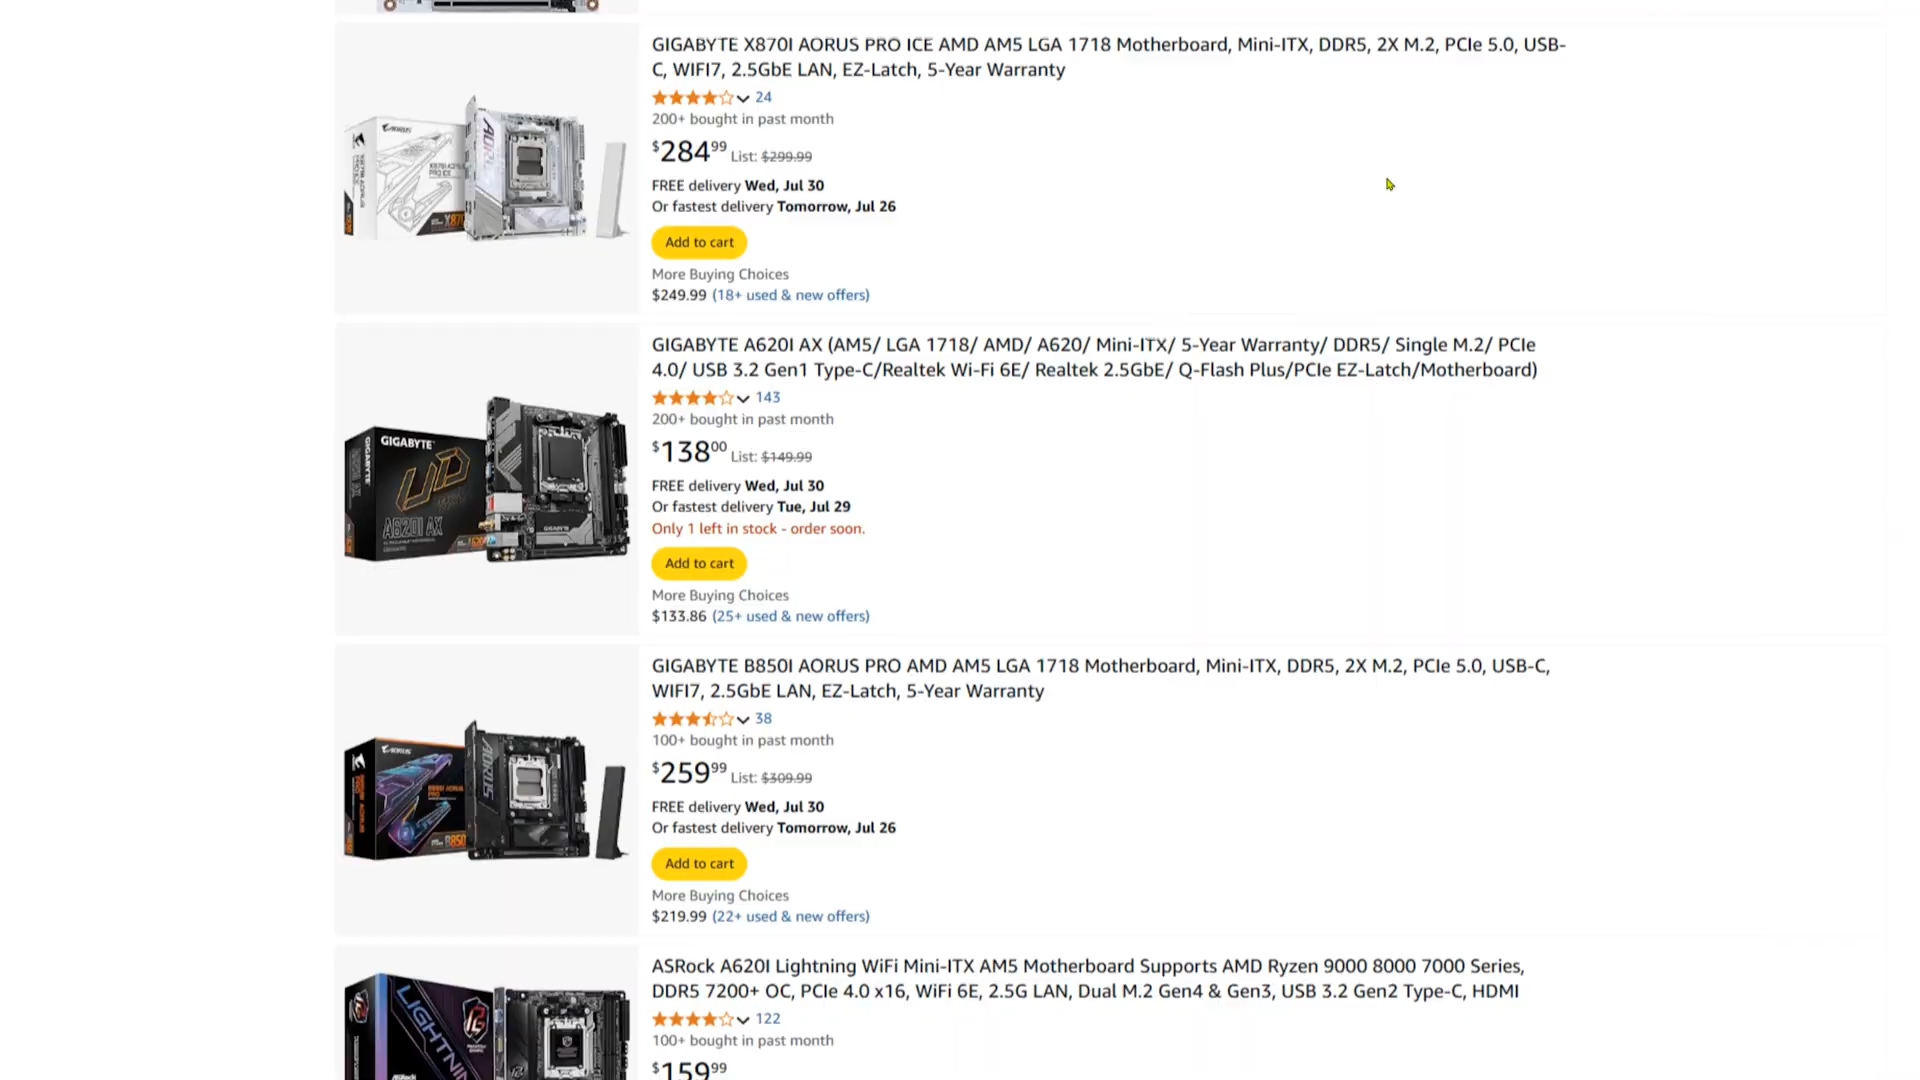 GIGABYTE X870I AORUS PRO ICE AMD AM5 LGA 1718 Motherboard, Mini-ITX, DDR5, 2X M.2, PCIe 5.0, USB-
C, WIFI7, 2.5GbE LAN, EZ-Latch, 5-Year Warranty
24
200+ bought in past month
$284.99 List: $299.99
FREE delivery Wed, Jul 30
Or fastest delivery Tomorrow, Jul 26
Add to cart
More Buying Choices
$249.99 (18+ used & new offers)
AORUS
GIGABYTE A620I AX (AM5/ LGA 1718/ AMD/ A620/ Mini-ITX/ 5-Year Warranty/ DDR5/ Single M.2/ PCIe
4.0/ USB 3.2 Gen1 Type-C/Realtek Wi-Fi 6E/ Realtek 2.5GbE/ Q-Flash Plus/PCIe EZ-Latch/Motherboard)
143
200+ bought in past month
$138.00 List: $149.99
FREE delivery Wed, Jul 30
Or fastest delivery Tue, Jul 29
Only 1 left in stock - order soon.
Add to cart
More Buying Choices
$133.86 (25+ used & new offers)
GIGABYTE
UD
A620I AX
GIGABYTE B850I AORUS PRO AMD AM5 LGA 1718 Motherboard, Mini-ITX, DDR5, 2X M.2, PCIe 5.0, USB-C,
WIFI7, 2.5GbE LAN, EZ-Latch, 5-Year Warranty
38
100+ bought in past month
$259.99 List: $309.99
FREE delivery Wed, Jul 30
Or fastest delivery Tomorrow, Jul 26
Add to cart
More Buying Choices
$219.99 (22+ used & new offers)
AORUS
ASRock A620I Lightning WiFi Mini-ITX AM5 Motherboard Supports AMD Ryzen 9000 8000 7000 Series,
DDR5 7200+ OC, PCIe 4.0 x16, WiFi 6E, 2.5G LAN, Dual M.2 Gen4 & Gen3, USB 3.2 Gen2 Type-C, HDMI
122
100+ bought in past month
$159.99